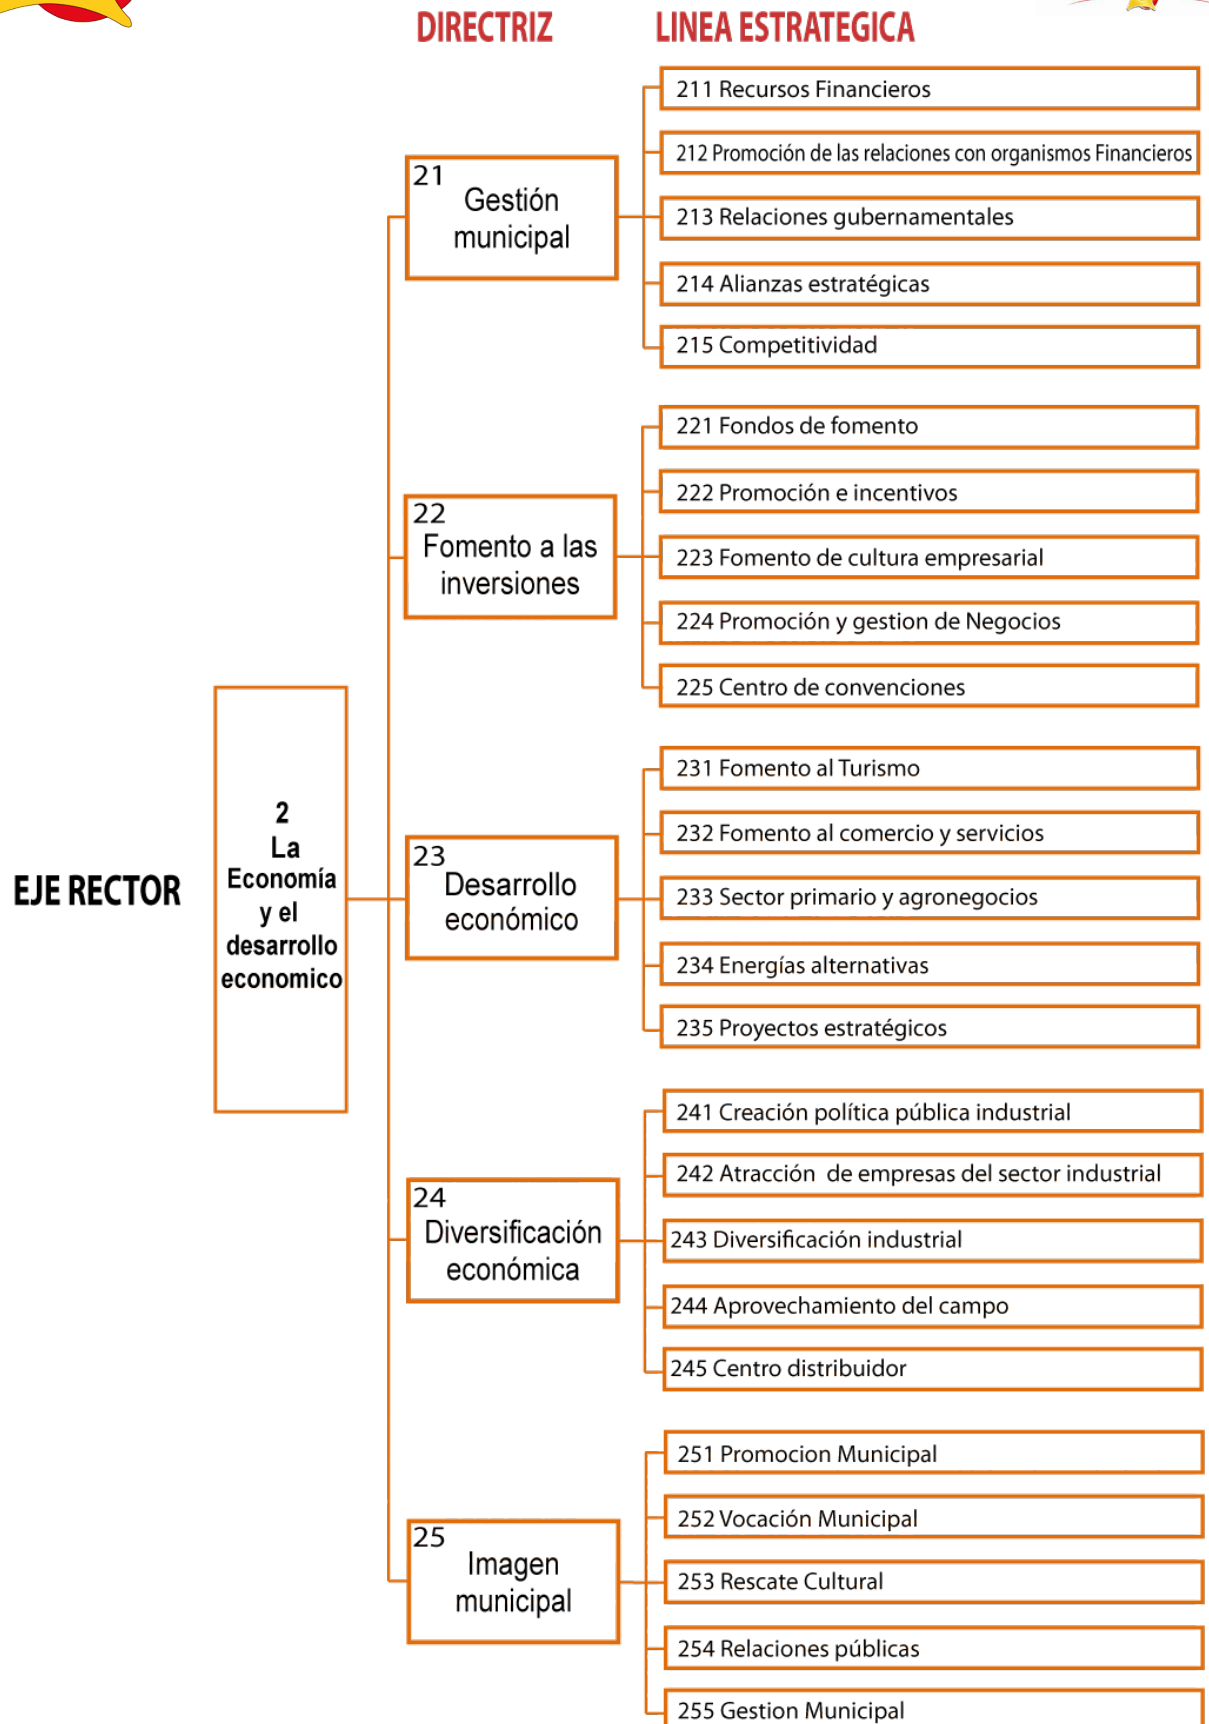 DIRECTRIZ
LINEA ESTRATEGICA
EJE RECTOR
2
La
Economía
y el
desarrollo
economico
21
Gestión
municipal
211 Recursos Financieros
212 Promoción de las relaciones con organismos Financieros
213 Relaciones gubernamentales
214 Alianzas estratégicas
215 Competitividad
22
Fomento a las
inversiones
221 Fondos de fomento
222 Promoción e incentivos
223 Fomento de cultura empresarial
224 Promoción y gestion de Negocios
225 Centro de convenciones
23
Desarrollo
económico
231 Fomento al Turismo
232 Fomento al comercio y servicios
233 Sector primario y agronegocios
234 Energías alternativas
235 Proyectos estratégicos
24
Diversificación
económica
241 Creación política pública industrial
242 Atracción  de empresas del sector industrial
243 Diversificación industrial
244 Aprovechamiento del campo
245 Centro distribuidor
25
Imagen
municipal
251 Promocion Municipal
252 Vocación Municipal
253 Rescate Cultural
254 Relaciones públicas
255 Gestion Municipal